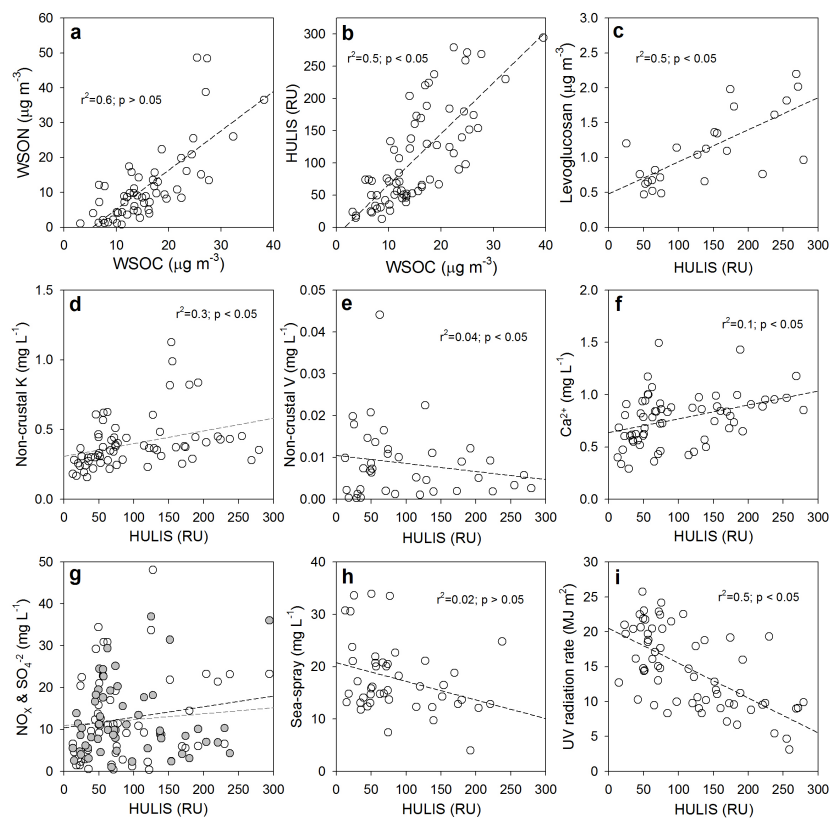 a
r²=0.6; p > 0.05
WSON (µg m⁻³)
60
50
40
30
20
10
0
0 10 20 30 40
WSOC (µg m⁻³)
b
r²=0.5; p < 0.05
HULIS (RU)
300
250
200
150
100
50
0
0 10 20 30 40
WSOC (µg m⁻³)
c
r²=0.5; p < 0.05
Levoglucosan (µg m⁻³)
3.0
2.5
2.0
1.5
1.0
0.5
0.0
0 50 100 150 200 250 300
HULIS (RU)
d
r²=0.3; p < 0.05
Non-crustal K (mg L⁻¹)
1.5
1.0
0.5
0.0
0 50 100 150 200 250 300
HULIS (RU)
e
r²=0.04; p < 0.05
Non-crustal V (mg L⁻¹)
0.05
0.04
0.03
0.02
0.01
0.00
0 50 100 150 200 250 300
HULIS (RU)
f
r²=0.1; p < 0.05
Ca²⁺ (mg L⁻¹)
2.0
1.5
1.0
0.5
0.0
0 50 100 150 200 250 300
HULIS (RU)
g
NOₓ & SO₄⁻² (mg L⁻¹)
50
40
30
20
10
0
0 50 100 150 200 250 300
HULIS (RU)
h
r²=0.02; p > 0.05
Sea-spray (mg L⁻¹)
40
30
20
10
0
0 50 100 150 200 250 300
HULIS (RU)
i
r²=0.5; p < 0.05
UV radiation rate (MJ m²)
30
25
20
15
10
5
0
0 50 100 150 200 250 300
HULIS (RU)